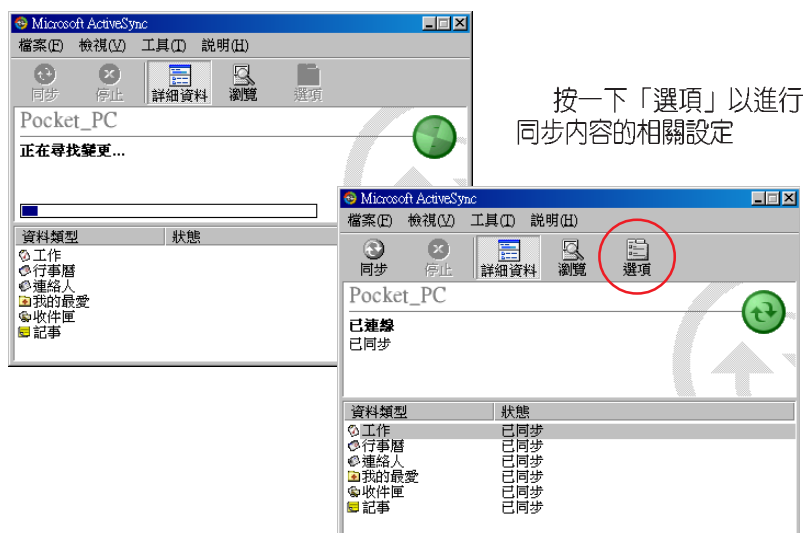 Microsoft ActiveSync
檔案(F) 檢視(V) 工具(T) 說明(H)
同步 停止 詳細資料 瀏覽 選項
Pocket_PC
正在尋找變更...
資料類型 狀態
工作
行事曆
連絡人
我的最愛
收件匣
記事
按一下「選項」以進行
同步內容的相關設定
Microsoft ActiveSync
檔案(F) 檢視(V) 工具(T) 說明(H)
同步 停止 詳細資料 瀏覽 選項
Pocket_PC
已連線
已同步
資料類型 狀態
工作 已同步
行事曆 已同步
連絡人 已同步
我的最愛 已同步
收件匣 已同步
記事 已同步